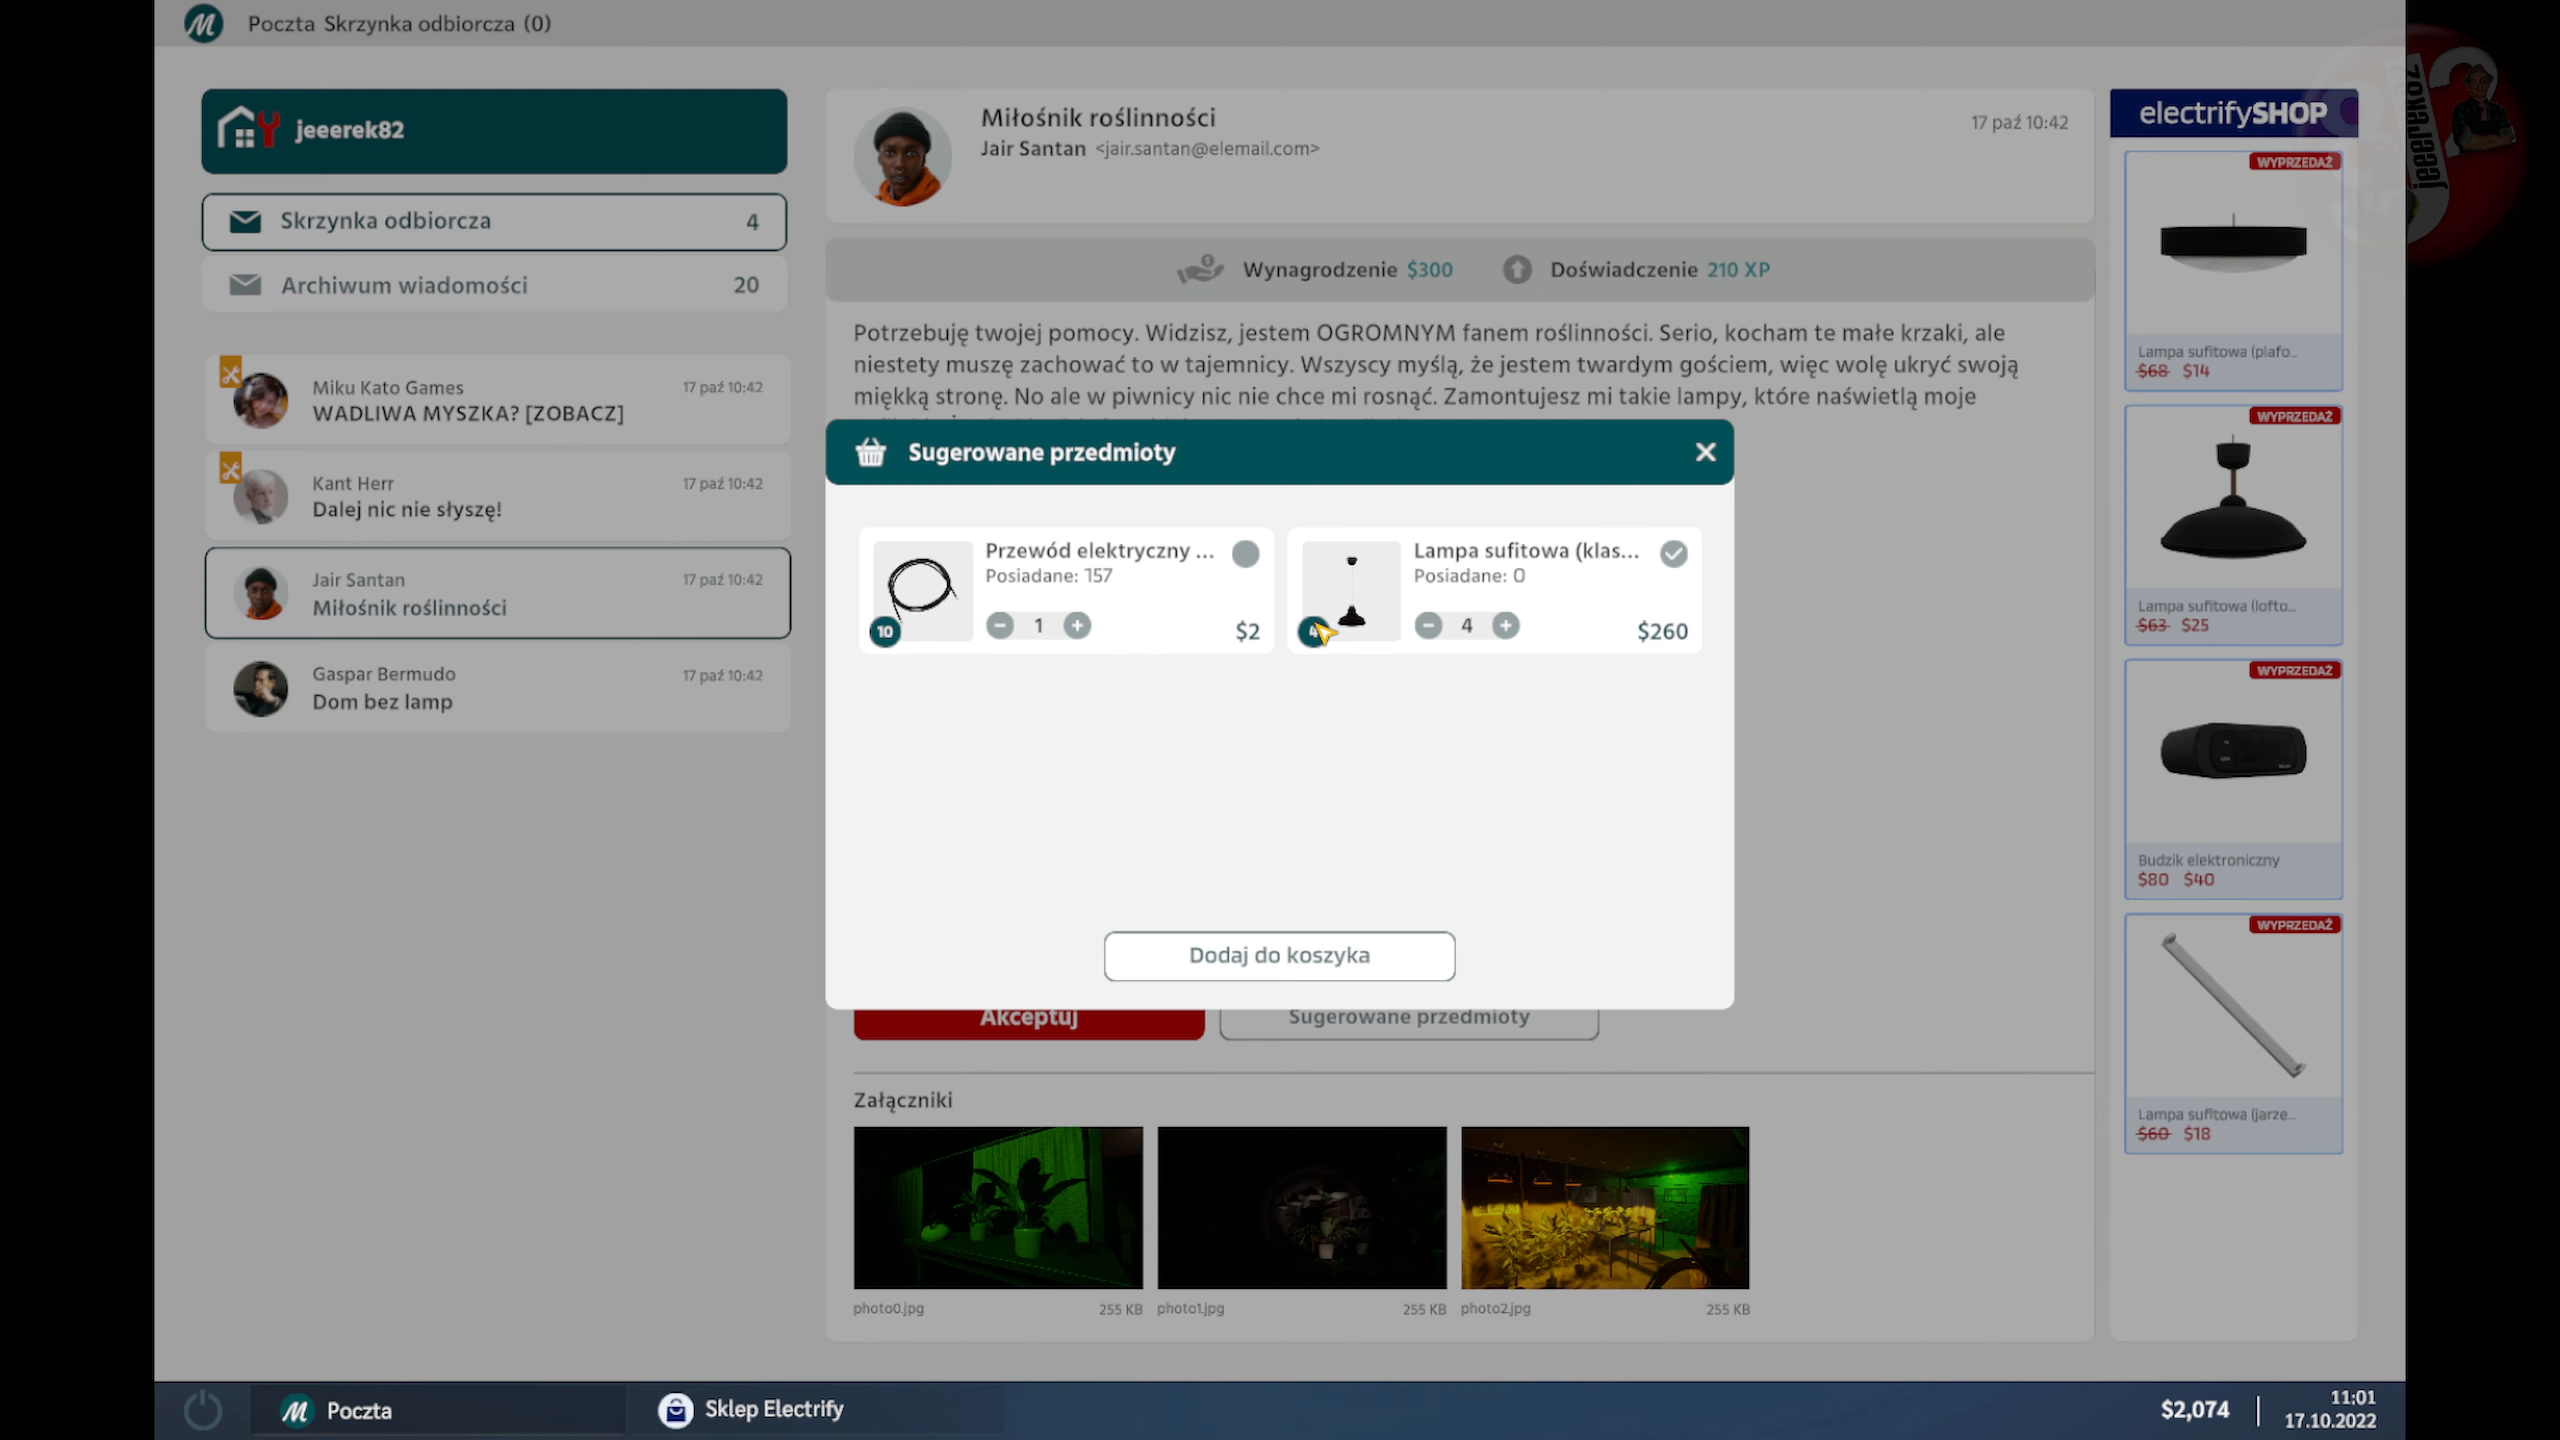 Poczta Skrzynka odbiorcza (0)
jeeerek82
Skrzynka odbiorcza 4
Archiwum wiadomości 20
Miku Kato Games 17 paź 10:42
WADLIWA MYSZKA? [ZOBACZ]
Kant Herr 17 paź 10:42
Dalej nic nie słyszę!
Jair Santan 17 paź 10:42
Miłośnik roślinności
Gaspar Bermudo 17 paź 10:42
Dom bez lamp
Miłośnik roślinności 17 paź 10:42
Jair Santan <jair.santan@elemail.com>
Wynagrodzenie $300 Doświadczenie 210 XP
Potrzebuję twojej pomocy. Widzisz, jestem OGROMNYM fanem roślinności. Serio, kocham te małe krzaki, ale
niestety muszę zachować to w tajemnicy. Wszyscy myślą, że jestem twardym gościem, więc wolę ukryć swoją
miękką stronę. No ale w piwnicy nic nie chce mi rosnąć. Zamontujesz mi takie lampy, które naświetlą moje
Sugerowane przedmioty
Przewód elektryczny ...
Posiadane: 157
10 1 $2
Lampa sufitowa (klas...
Posiadane: 0
4 4 $260
Dodaj do koszyka
Akceptuj Sugerowane przedmioty
Załączniki
photo0.jpg 255 KB photo1.jpg 255 KB photo2.jpg 255 KB
electrifySHOP
WYPRZEDAŻ
Lampa sufitowa (plafo...
$68 $14
WYPRZEDAŻ
Lampa sufitowa (lofto...
$63 $25
WYPRZEDAŻ
Budzik elektroniczny
$80 $40
WYPRZEDAŻ
Lampa sufitowa (jarze...
$60 $18
jeeerek82
Poczta Sklep Electrify $2,074 11:01
17.10.2022